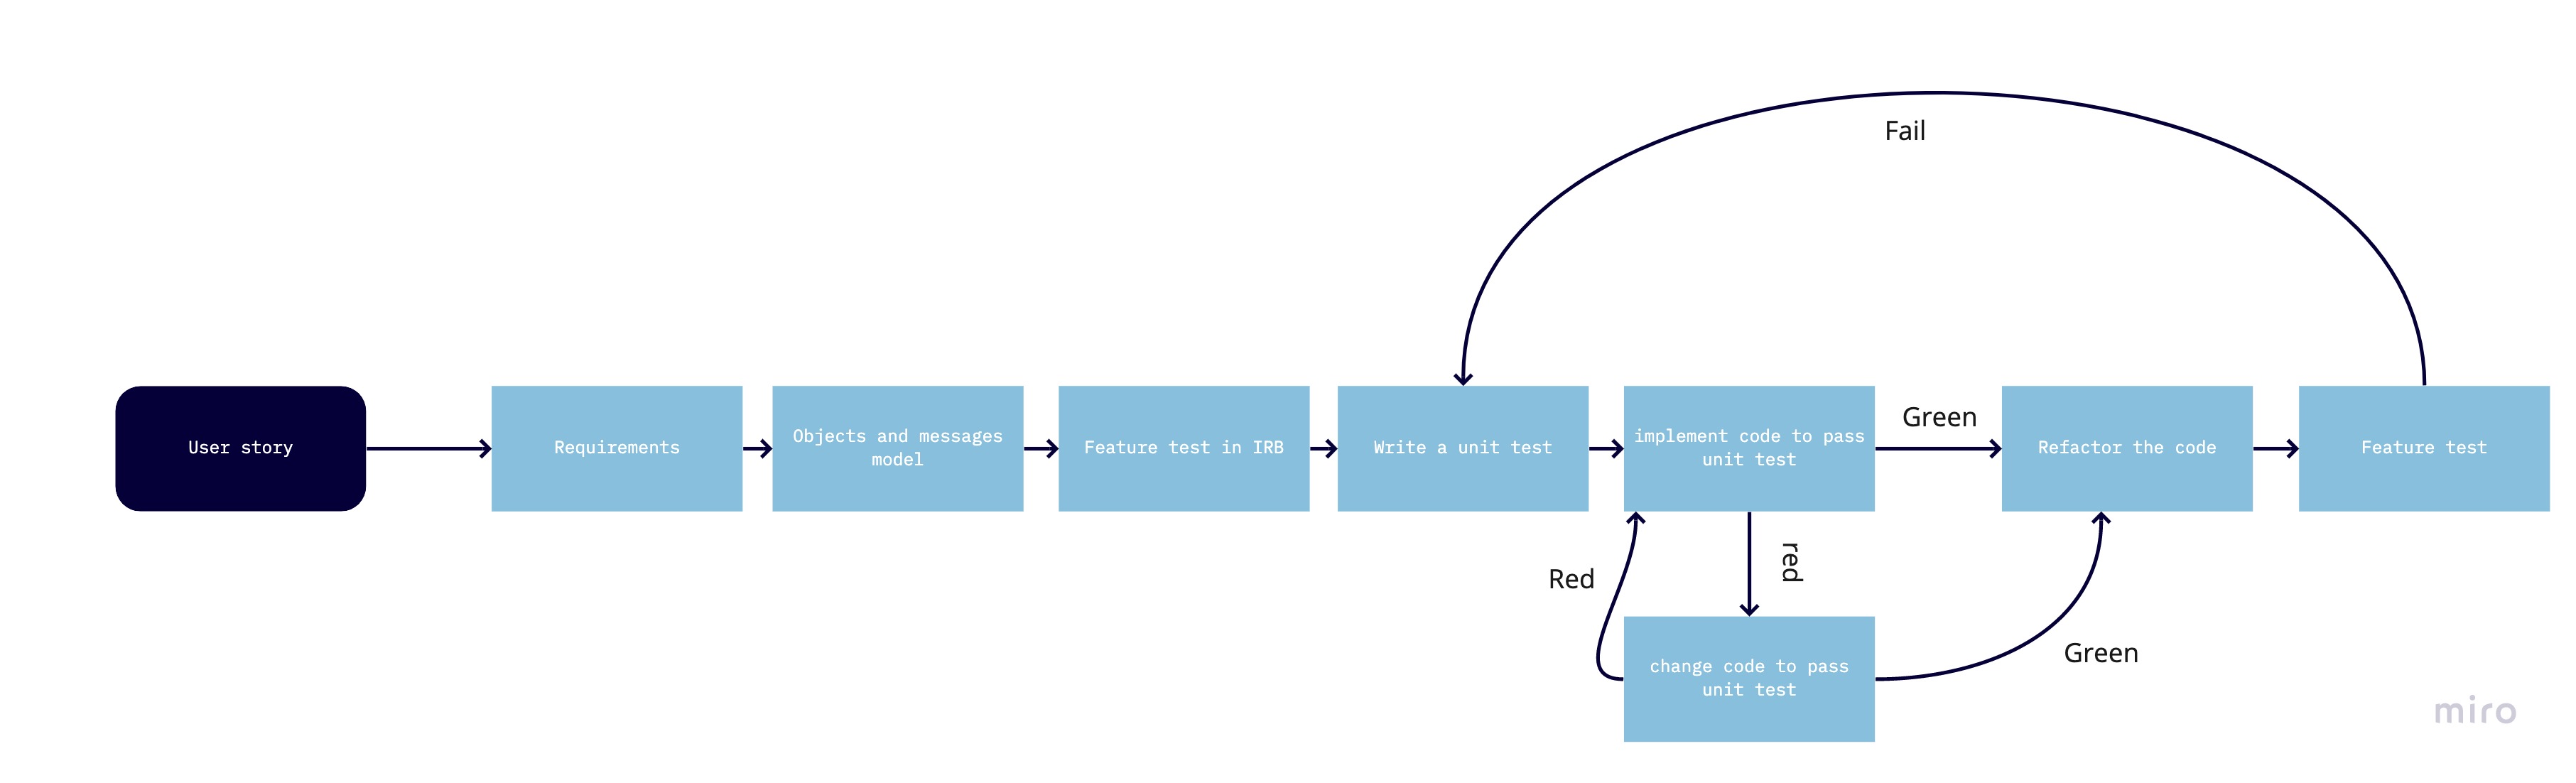 Fail
User story
Requirements
Objects and messages
model
Feature test in IRB
Write a unit test
implement code to pass
unit test
Green
Refactor the code
Feature test
Red
red
change code to pass
unit test
Green
miro